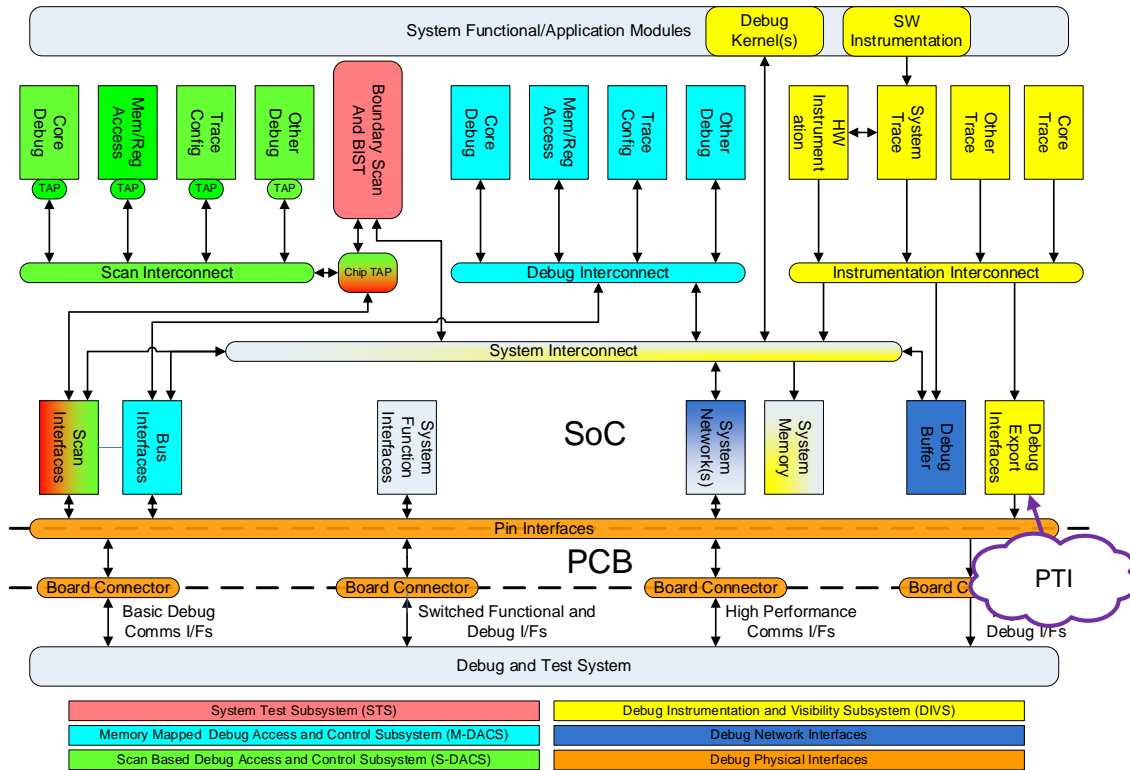 System Functional/Application Modules
Debug
Kernel(s)
SW
Instrumentation
Core
Debug
Mem/Reg
Access
Trace
Config
Other
Debug
TAP
TAP
TAP
TAP
Boundary Scan
And BIST
Core
Debug
Mem/Reg
Access
Trace
Config
Other
Debug
HW
Instrument
ation
System
Trace
Other
Trace
Core
Trace
Scan Interconnect
Chip TAP
Debug Interconnect
Instrumentation Interconnect
System Interconnect
Scan
Interfaces
Bus
Interfaces
System
Function
Interfaces
SoC
System
Network(s)
System
Memory
Debug
Buffer
Debug
Export
Interfaces
Pin Interfaces
PCB
PTI
Board Connector
Board Connector
Board Connector
Board
Basic Debug
Comms I/Fs
Switched Functional and
Debug I/Fs
High Performance
Comms I/Fs
Debug I/Fs
Debug and Test System
System Test Subsystem (STS)
Debug Instrumentation and Visibility Subsystem (DIVS)
Memory Mapped Debug Access and Control Subsystem (M-DACS)
Debug Network Interfaces
Scan Based Debug Access and Control Subsystem (S-DACS)
Debug Physical Interfaces